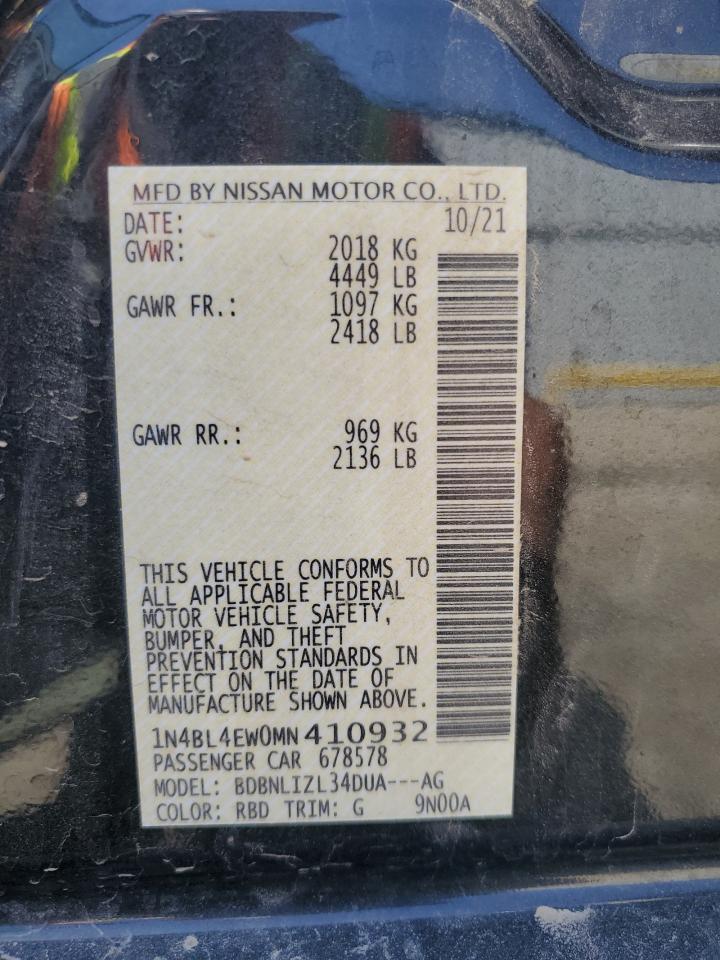 MFD BY NISSAN MOTOR CO., LTD.
DATE: 10/21
GVWR: 2018 KG
4449 LB
GAWR FR.: 1097 KG
2418 LB
GAWR RR.: 969 KG
2136 LB
THIS VEHICLE CONFORMS TO
ALL APPLICABLE FEDERAL
MOTOR VEHICLE SAFETY,
BUMPER, AND THEFT
PREVENTION STANDARDS IN
EFFECT ON THE DATE OF
MANUFACTURE SHOWN ABOVE.
1N4BL4EW0MN410932
PASSENGER CAR 678578
MODEL: BDBNLIZL34DUA---AG
COLOR: RBD TRIM: G 9N00A